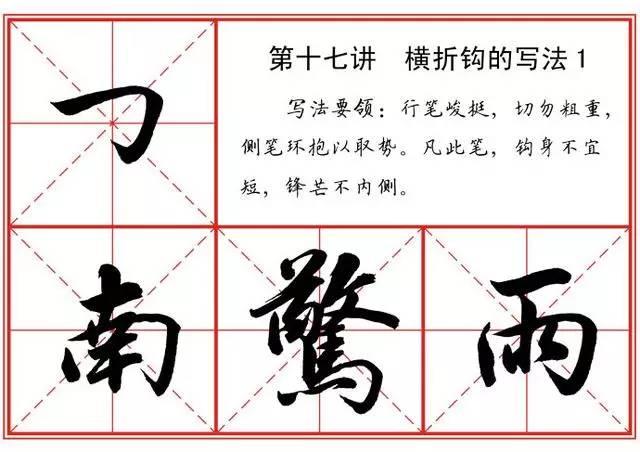 第十七讲　横折钩的写法1
写法要领：行笔峻挺，切勿粗重，
侧笔环抱以取势。凡此笔，钩身不宜
短，锋芒不内侧。
南驚雨